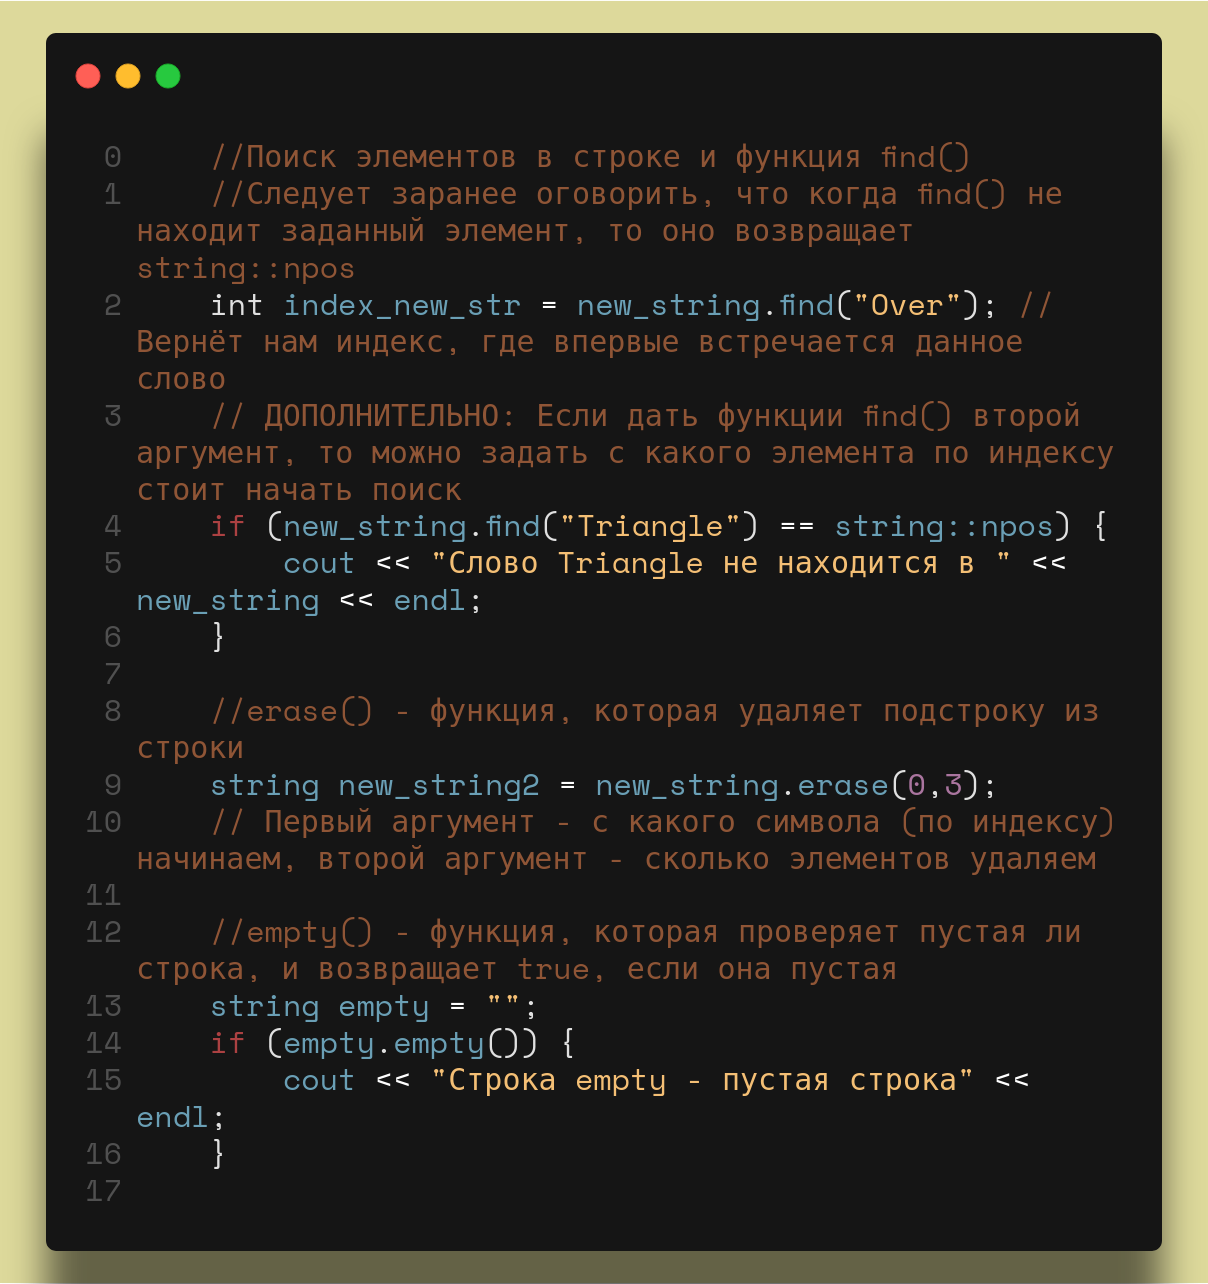 0 //Поиск элементов в строке и функция find()
1 //Следует заранее оговорить, что когда find() не
находит заданный элемент, то оно возвращает
string::npos
2 int index_new_str = new_string.find("Over"); //
Вернёт нам индекс, где впервые встречается данное
слово
3 // ДОПОЛНИТЕЛЬНО: Если дать функции find() второй
аргумент, то можно задать с какого элемента по индексу
стоит начать поиск
4 if (new_string.find("Triangle") == string::npos) {
5 cout << "Слово Triangle не находится в " <<
new_string << endl;
6 }
7
8 //erase() - функция, которая удаляет подстроку из
строки
9 string new_string2 = new_string.erase(0,3);
10 // Первый аргумент - с какого символа (по индексу)
начинаем, второй аргумент - сколько элементов удаляем
11
12 //empty() - функция, которая проверяет пустая ли
строка, и возвращает true, если она пустая
13 string empty = "";
14 if (empty.empty()) {
15 cout << "Строка empty - пустая строка" <<
endl;
16 }
17